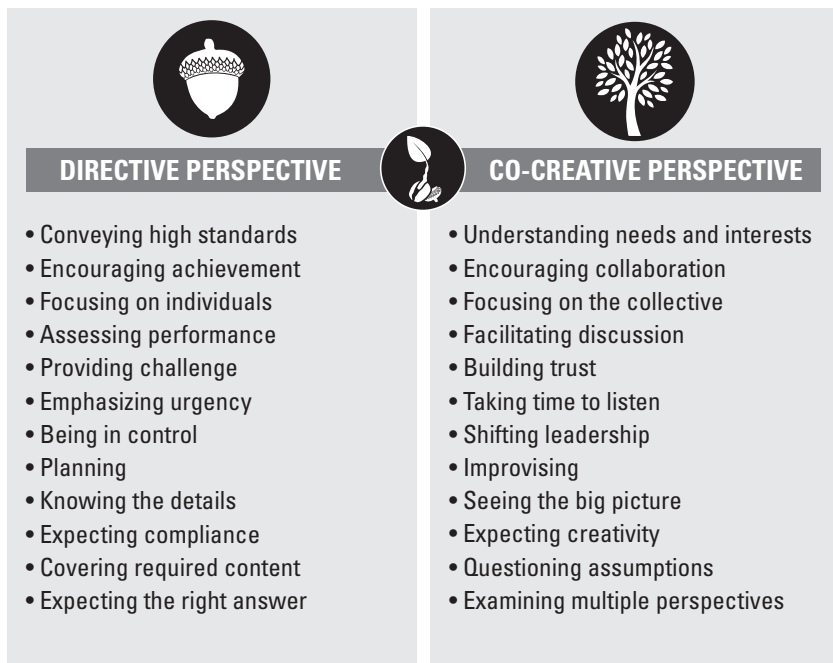 DIRECTIVE PERSPECTIVE
• Conveying high standards
• Encouraging achievement
• Focusing on individuals
• Assessing performance
• Providing challenge
• Emphasizing urgency
• Being in control
• Planning
• Knowing the details
• Expecting compliance
• Covering required content
• Expecting the right answer
CO-CREATIVE PERSPECTIVE
• Understanding needs and interests
• Encouraging collaboration
• Focusing on the collective
• Facilitating discussion
• Building trust
• Taking time to listen
• Shifting leadership
• Improvising
• Seeing the big picture
• Expecting creativity
• Questioning assumptions
• Examining multiple perspectives